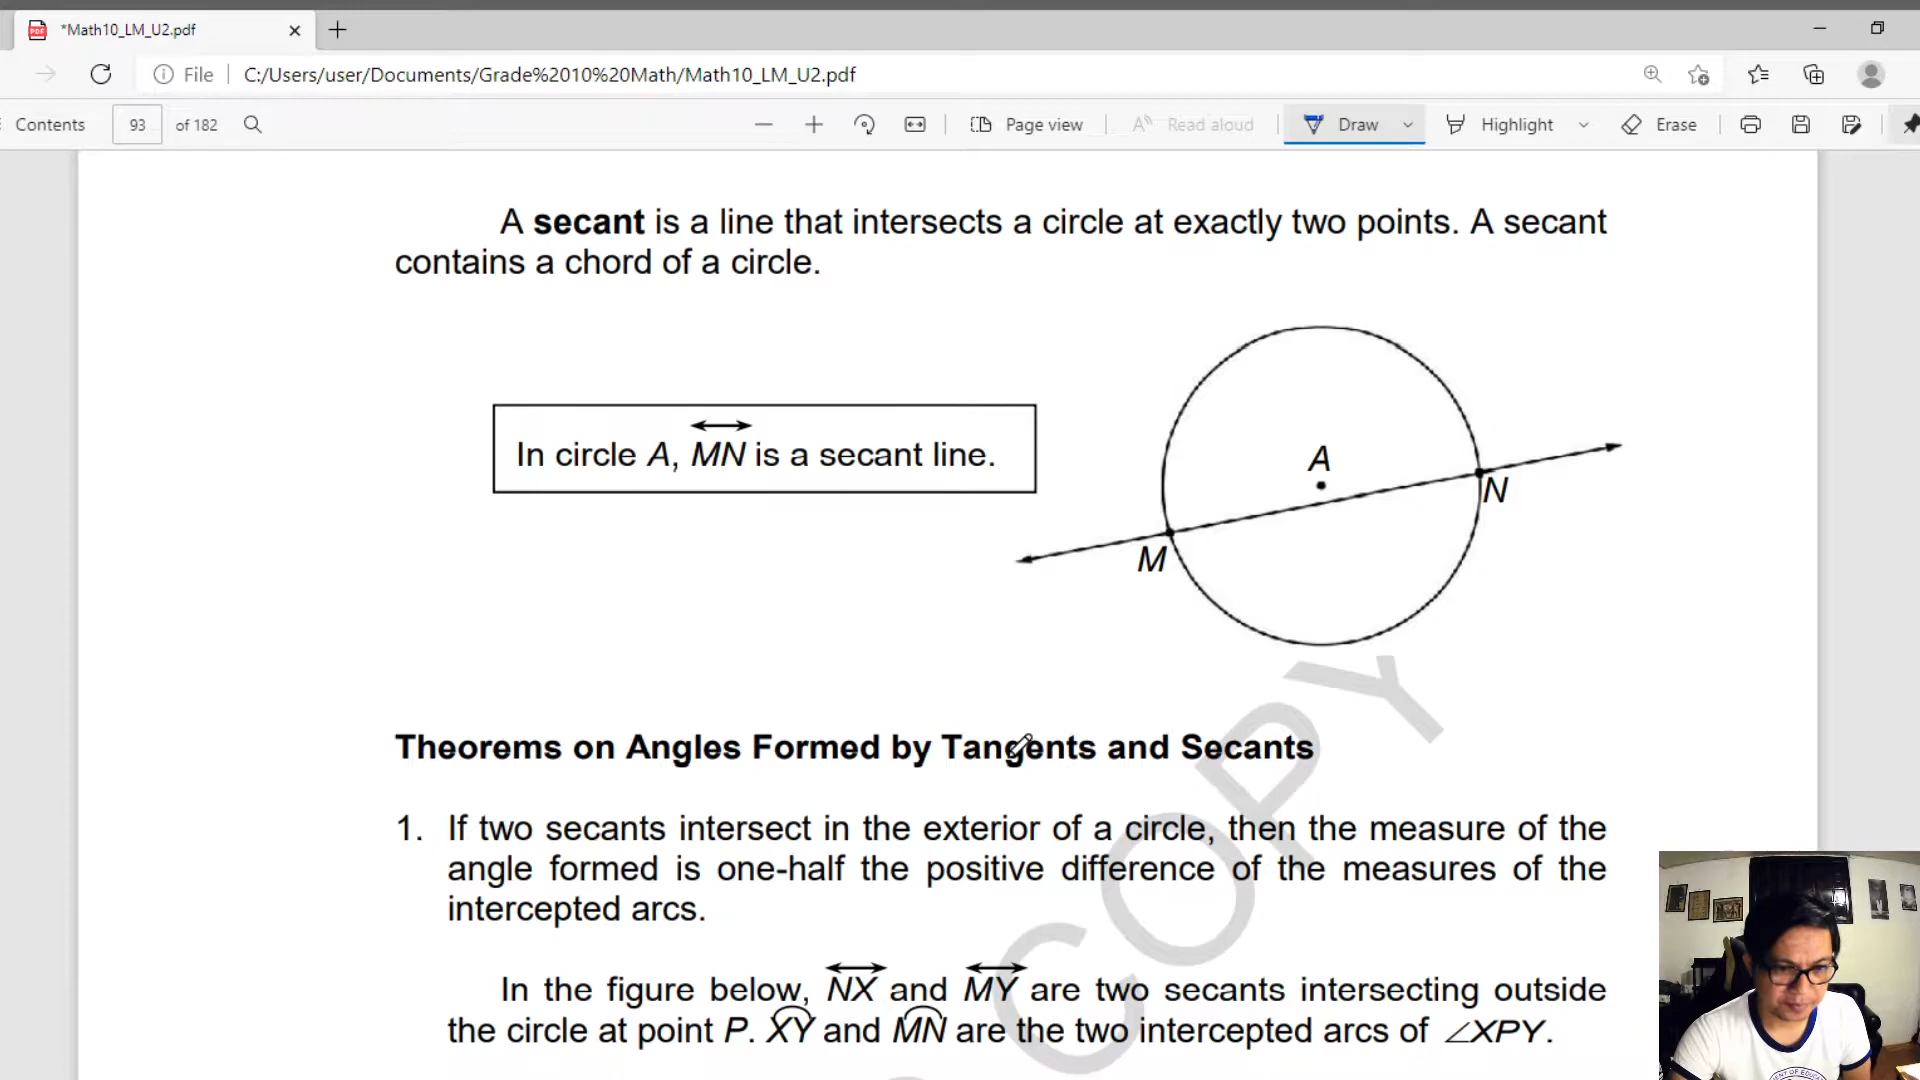 *Math10_LM_U2.pdf
File C:/Users/user/Documents/Grade%2010%20Math/Math10_LM_U2.pdf
Contents 93 of 182 Page view Read aloud Draw Highlight Erase
A secant is a line that intersects a circle at exactly two points. A secant
contains a chord of a circle.
In circle A, MN is a secant line.
A
N
M
Theorems on Angles Formed by Tangents and Secants
1. If two secants intersect in the exterior of a circle, then the measure of the
angle formed is one-half the positive difference of the measures of the
intercepted arcs.
In the figure below, NX and MY are two secants intersecting outside
the circle at point P. XY and MN are the two intercepted arcs of ∠XPY.
COPY